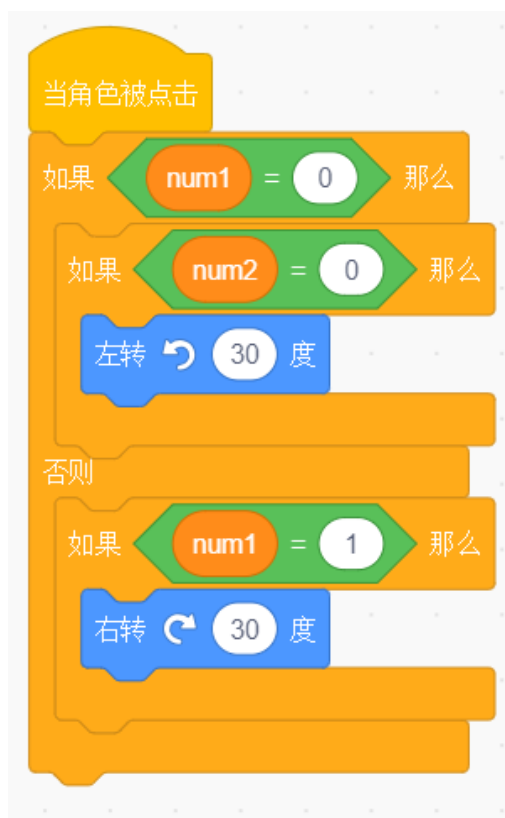 当角色被点击
如果 num1 = 0 那么
如果 num2 = 0 那么
左转 30 度
否则
如果 num1 = 1 那么
右转 30 度